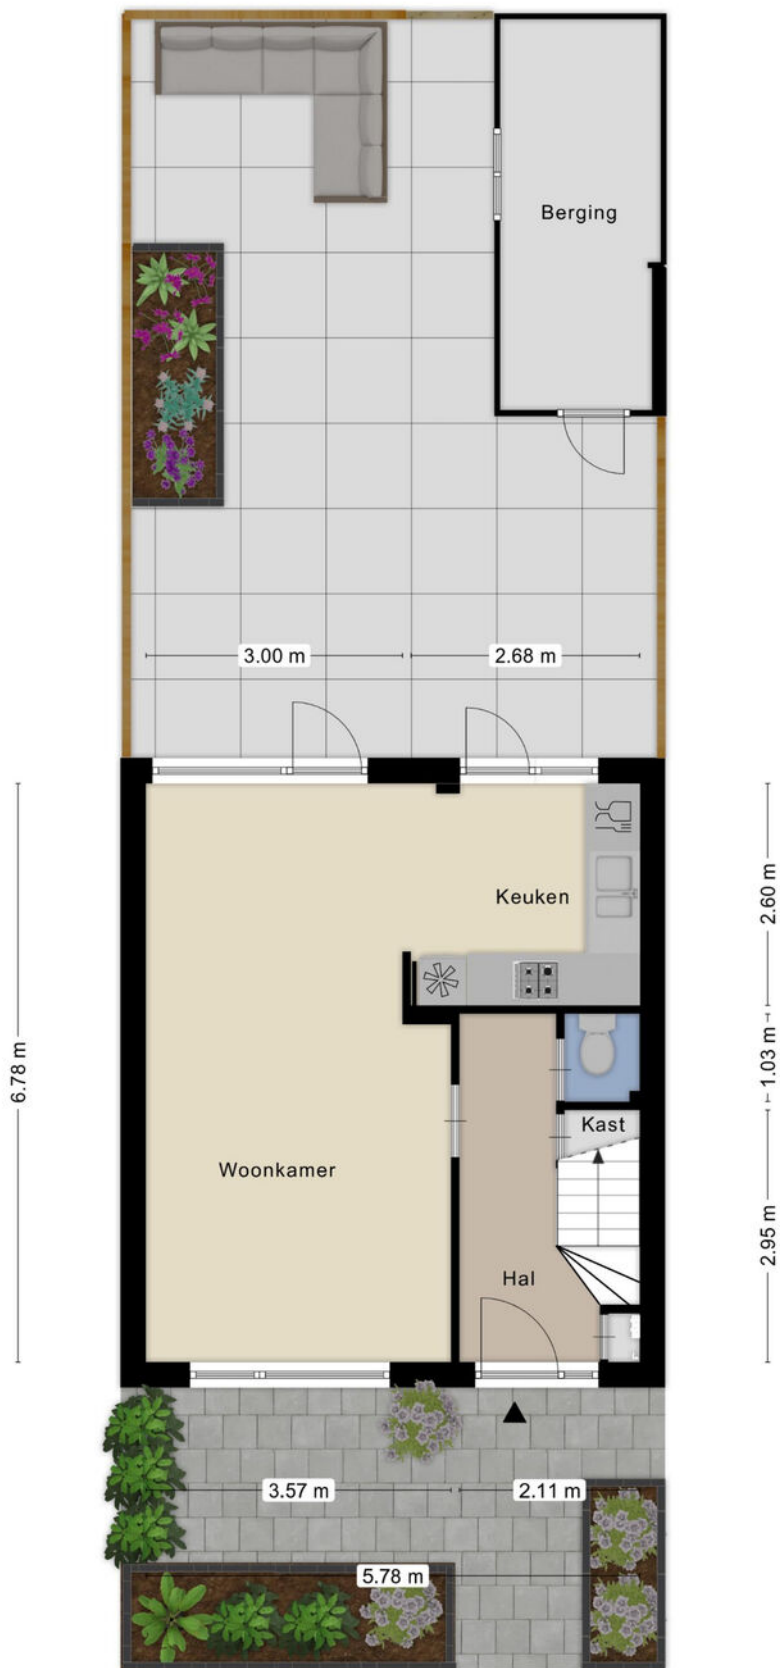 Berging
3.00 m
2.68 m
Keuken
2.60 m
6.78 m
1.03 m
Kast
Woonkamer
2.95 m
Hal
3.57 m
2.11 m
5.78 m